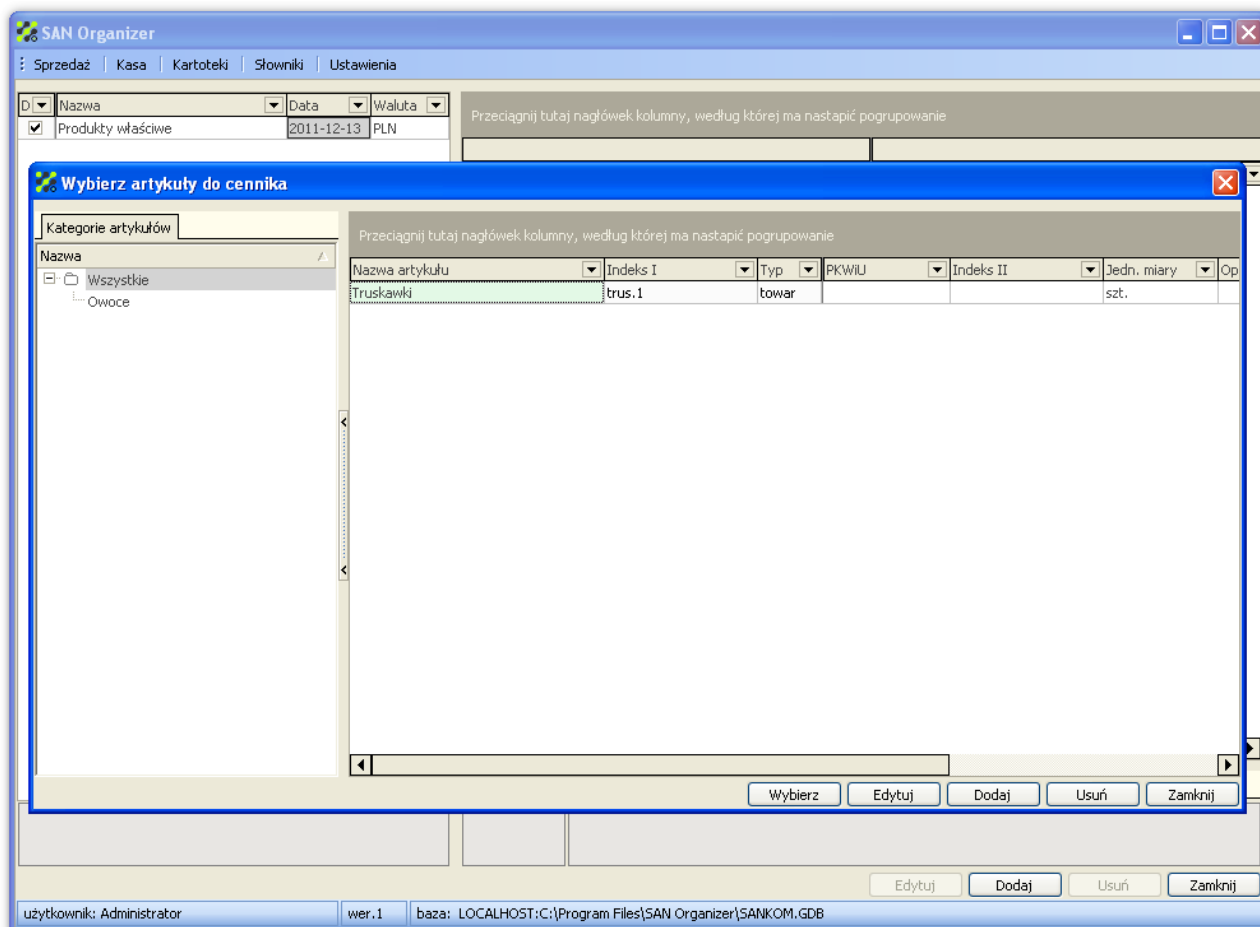 SAN Organizer
Sprzedaż Kasa Kartoteki Słowniki Ustawienia
D Nazwa Data Waluta
Produkty właściwe 2011-12-13 PLN
Przeciągnij tutaj nagłówek kolumny, według której ma nastapić pogrupowanie
Wybierz artykuły do cennika
Kategorie artykułów
Nazwa
Wszystkie
Owoce
Przeciągnij tutaj nagłówek kolumny, według której ma nastapić pogrupowanie
Nazwa artykułu Indeks I Typ PKWiU Indeks II Jedn. miary Op
Truskawki trus.1 towar szt.
Wybierz Edytuj Dodaj Usuń Zamknij
Edytuj Dodaj Usuń Zamknij
użytkownik: Administrator wer.1 baza: LOCALHOST:C:\Program Files\SAN Organizer\SANKOM.GDB